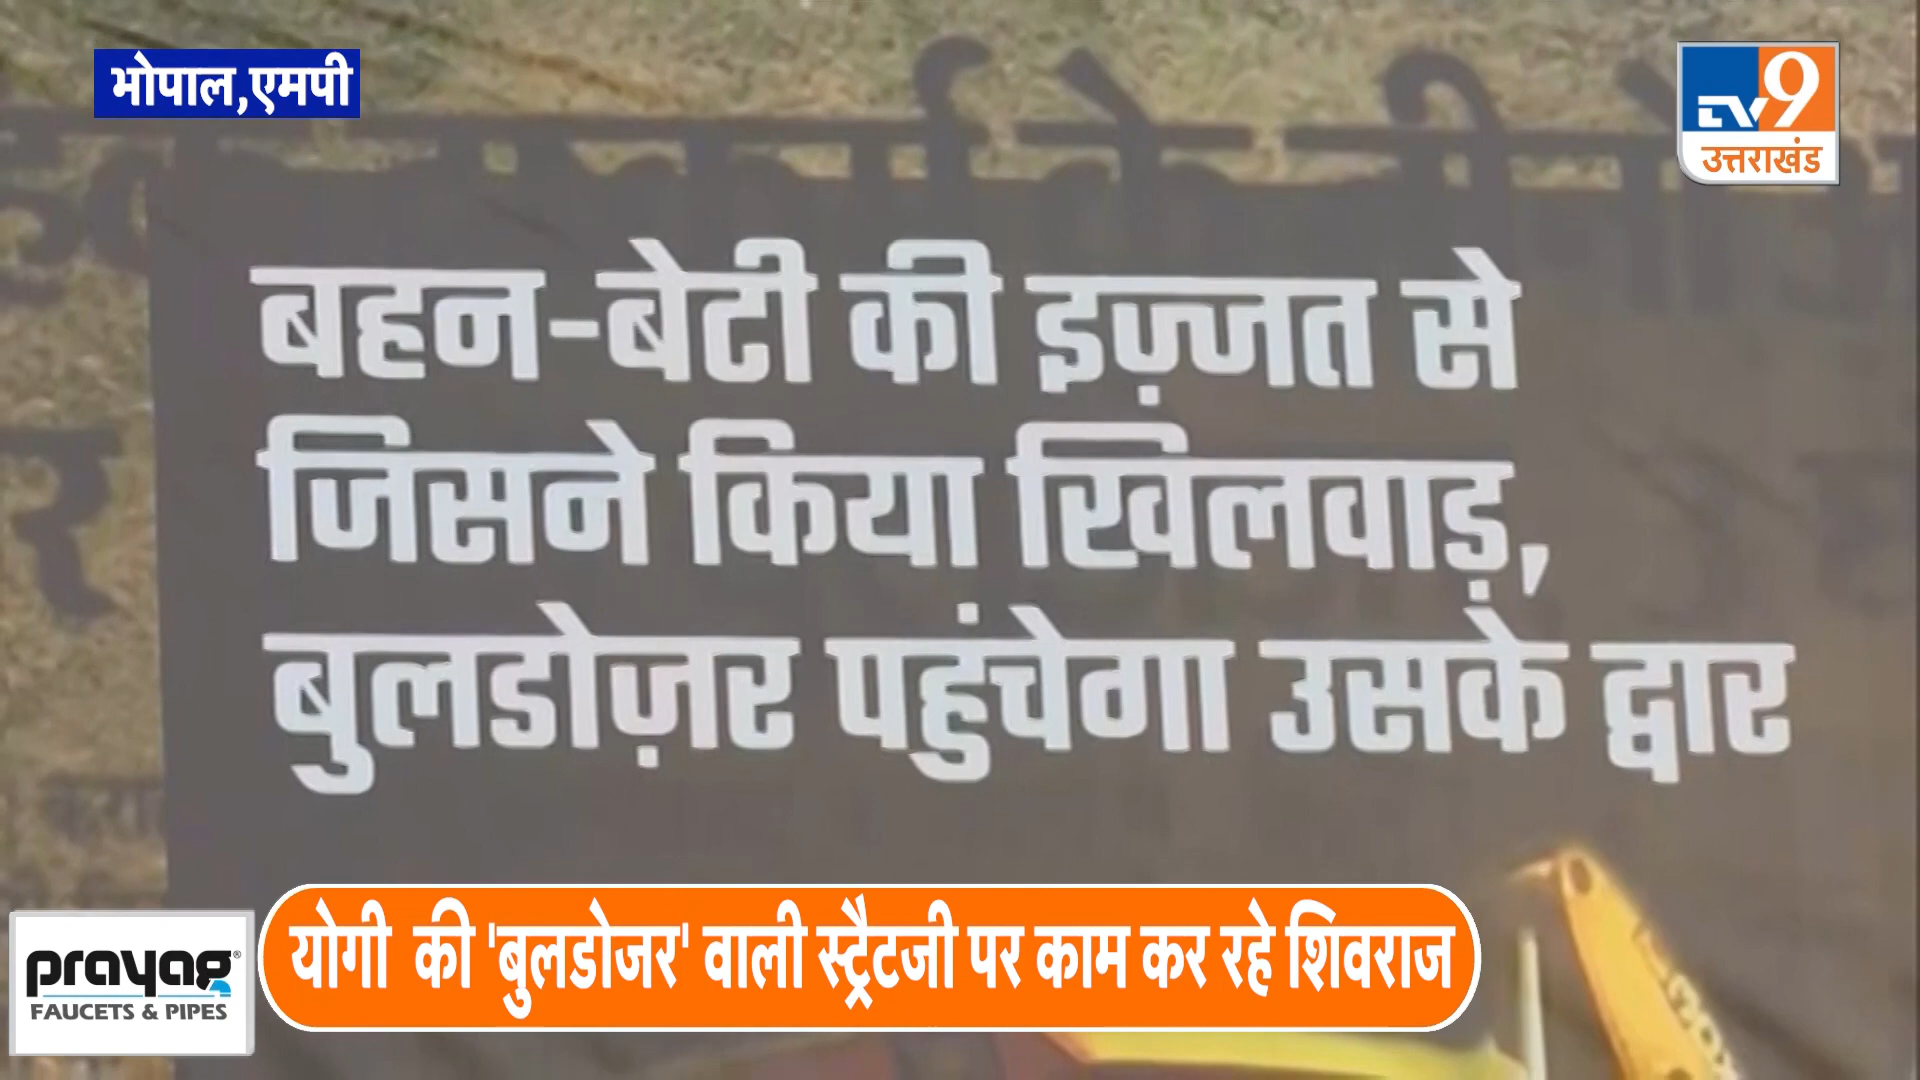 भोपाल,एमपी
TV9
उत्तराखंड
बहन-बेटी की इज़्ज़त से
जिसने किया खिलवाड़,
बुलडोज़र पहुंचेगा उसके द्वार
योगी की 'बुलडोजर' वाली स्ट्रैटजी पर काम कर रहे शिवराज
prayag®
FAUCETS & PIPES